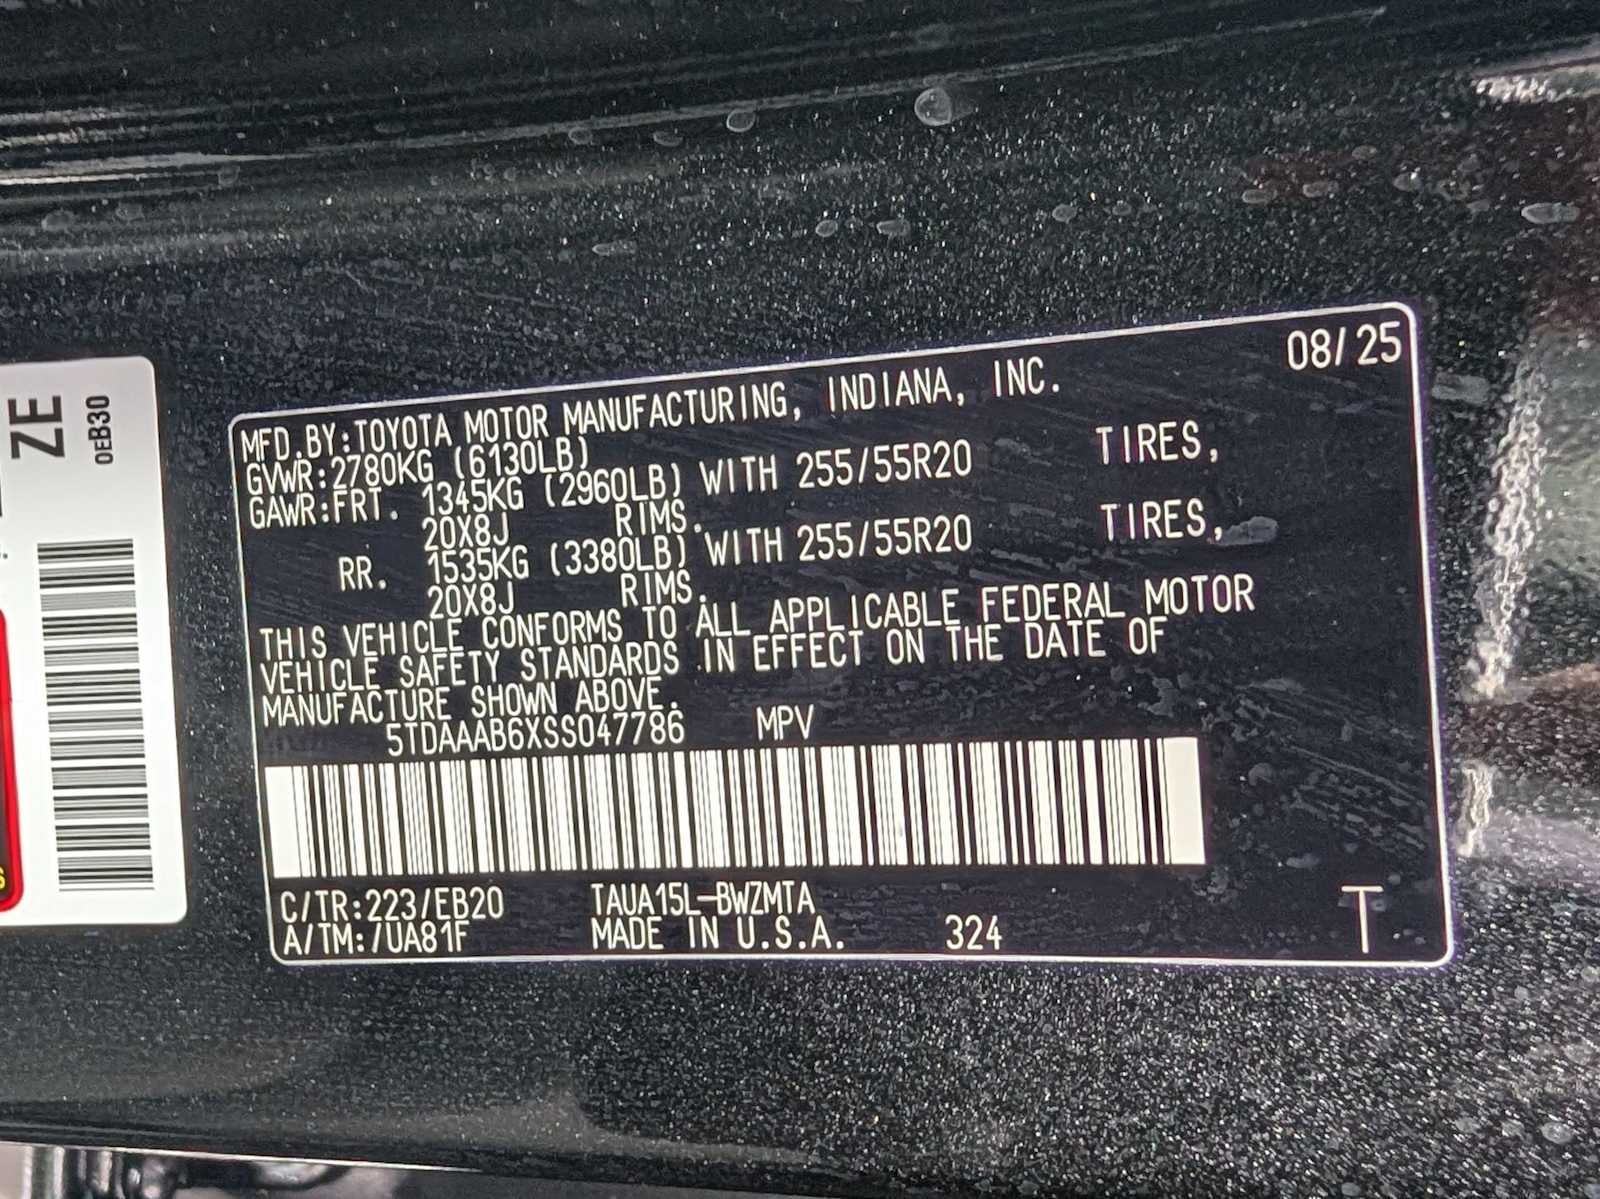 ZE
0EB30
08/25
MFD.BY:TOYOTA MOTOR MANUFACTURING, INDIANA, INC.
GVWR:2780KG (6130LB)
GAWR:FRT. 1345KG (2960LB) WITH 255/55R20 TIRES,
20X8J RIMS.
RR. 1535KG (3380LB) WITH 255/55R20 TIRES,
20X8J RIMS.
THIS VEHICLE CONFORMS TO ALL APPLICABLE FEDERAL MOTOR
VEHICLE SAFETY STANDARDS IN EFFECT ON THE DATE OF
MANUFACTURE SHOWN ABOVE.
5TDAAAB6XSS047786 MPV
C/TR:223/EB20 TAUA15L-BWZMTA
A/TM:/UA81F MADE IN U.S.A. 324 T